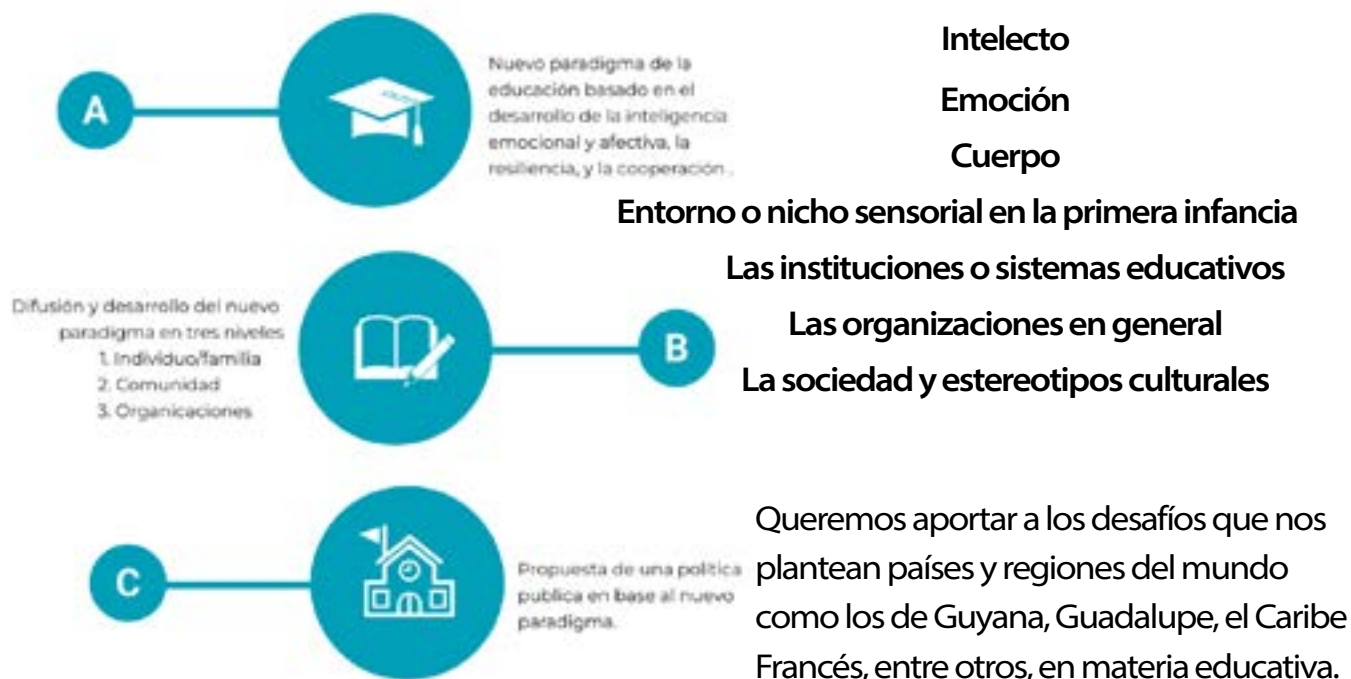 A
Nuevo paradigma de la
educación basado en el
desarrollo de la inteligencia
emocional y afectiva, la
resiliencia, y la cooperación .
Intelecto
Emoción
Cuerpo
Entorno o nicho sensorial en la primera infancia
Las instituciones o sistemas educativos
Las organizaciones en general
La sociedad y estereotipos culturales
Difusión y desarrollo del nuevo
paradigma en tres niveles
1. Individuo/familia
2. Comunidad
3. Organicaciones
B
C
Propuesta de una política
publica en base al nuevo
paradigma.
Queremos aportar a los desafíos que nos
plantean países y regiones del mundo
como los de Guyana, Guadalupe, el Caribe
Francés, entre otros, en materia educativa.